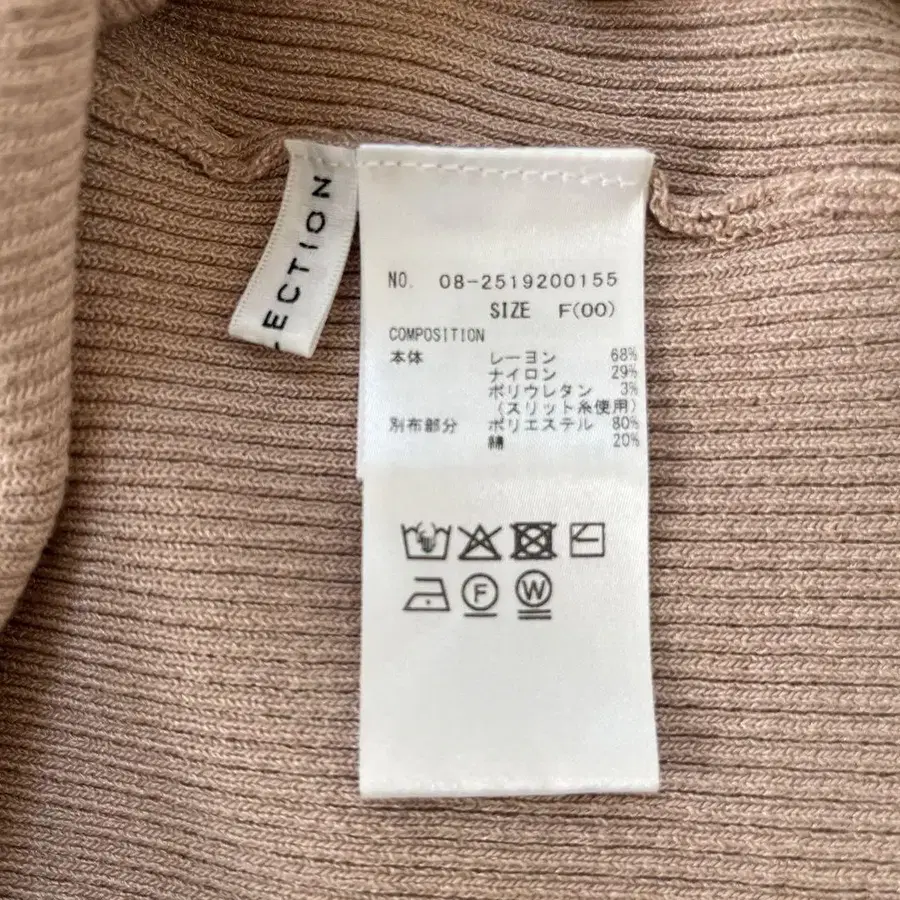 ECTION
NO. 08-2519200155
SIZE F(00)
COMPOSITION
本体 レーヨン 68%
ナイロン 29%
ポリウレタン 3%
(スリット糸使用)
別布部分 ポリエステル 80%
綿 20%
F W